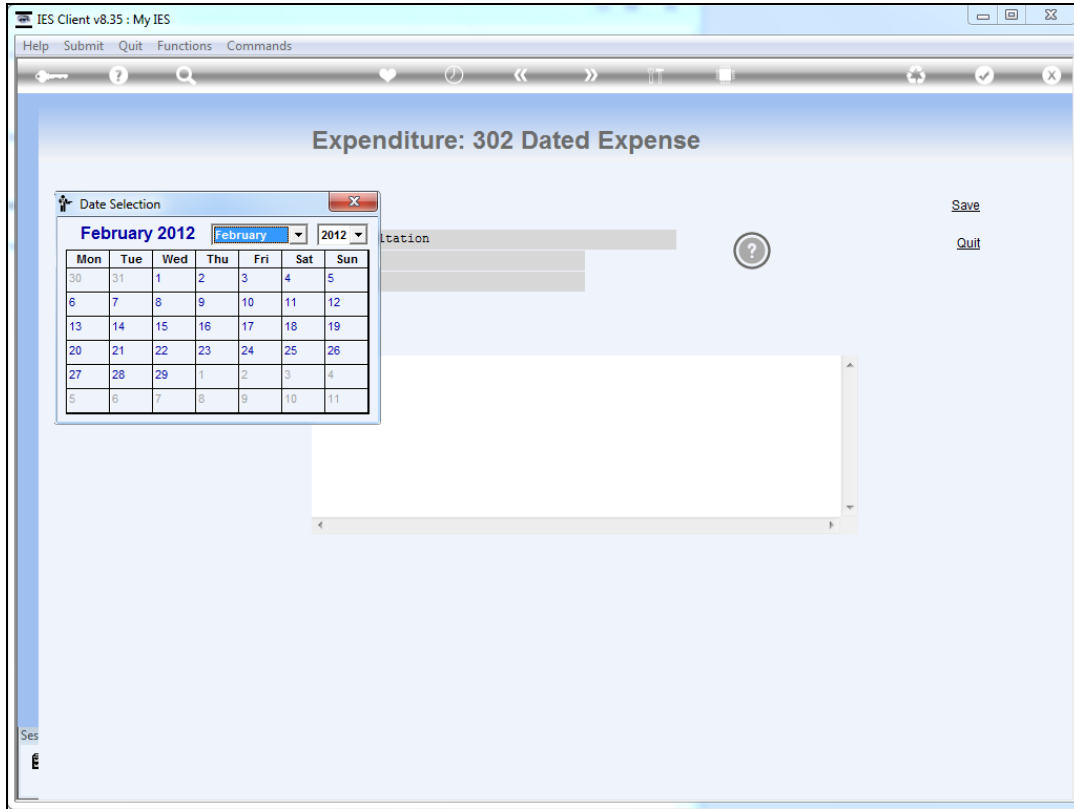 IES Client v8.35 : My IES
Help Submit Quit Functions Commands
Expenditure: 302 Dated Expense
Date Selection
Save
February 2012 February 2012
ltation
Quit
Mon Tue Wed Thu Fri Sat Sun
30 31 1 2 3 4 5
6 7 8 9 10 11 12
13 14 15 16 17 18 19
20 21 22 23 24 25 26
27 28 29 1 2 3 4
5 6 7 8 9 10 11
Ses